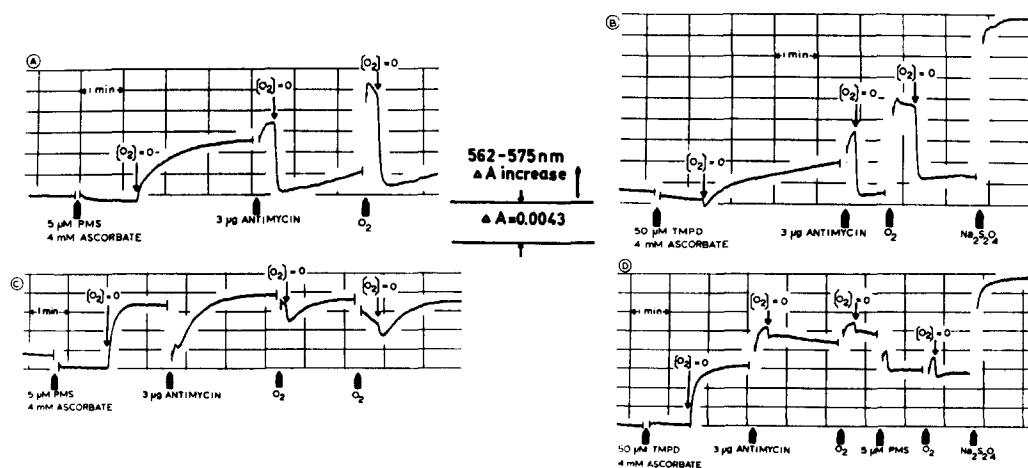 A
1 min
[O₂] = 0
[O₂] = 0
[O₂] = 0
5 µM PMS
4 mM ASCORBATE
3 µg ANTIMYCIN
O₂
562-575nm
Δ A increase
Δ A=0.0043
B
1 min
[O₂] = 0
[O₂] = 0
[O₂] = 0
50 µM TMPD
4 mM ASCORBATE
3 µg ANTIMYCIN
O₂
Na₂S₂O₄
C
1 min
[O₂] = 0
[O₂] = 0
[O₂] = 0
5 µM PMS
4 mM ASCORBATE
3 µg ANTIMYCIN
O₂
O₂
D
1 min
[O₂] = 0
[O₂] = 0
[O₂] = 0
[O₂] = 0
50 µM TMPD
4 mM ASCORBATE
3 µg ANTIMYCIN
O₂
5 µM PMS
O₂
Na₂S₂O₄